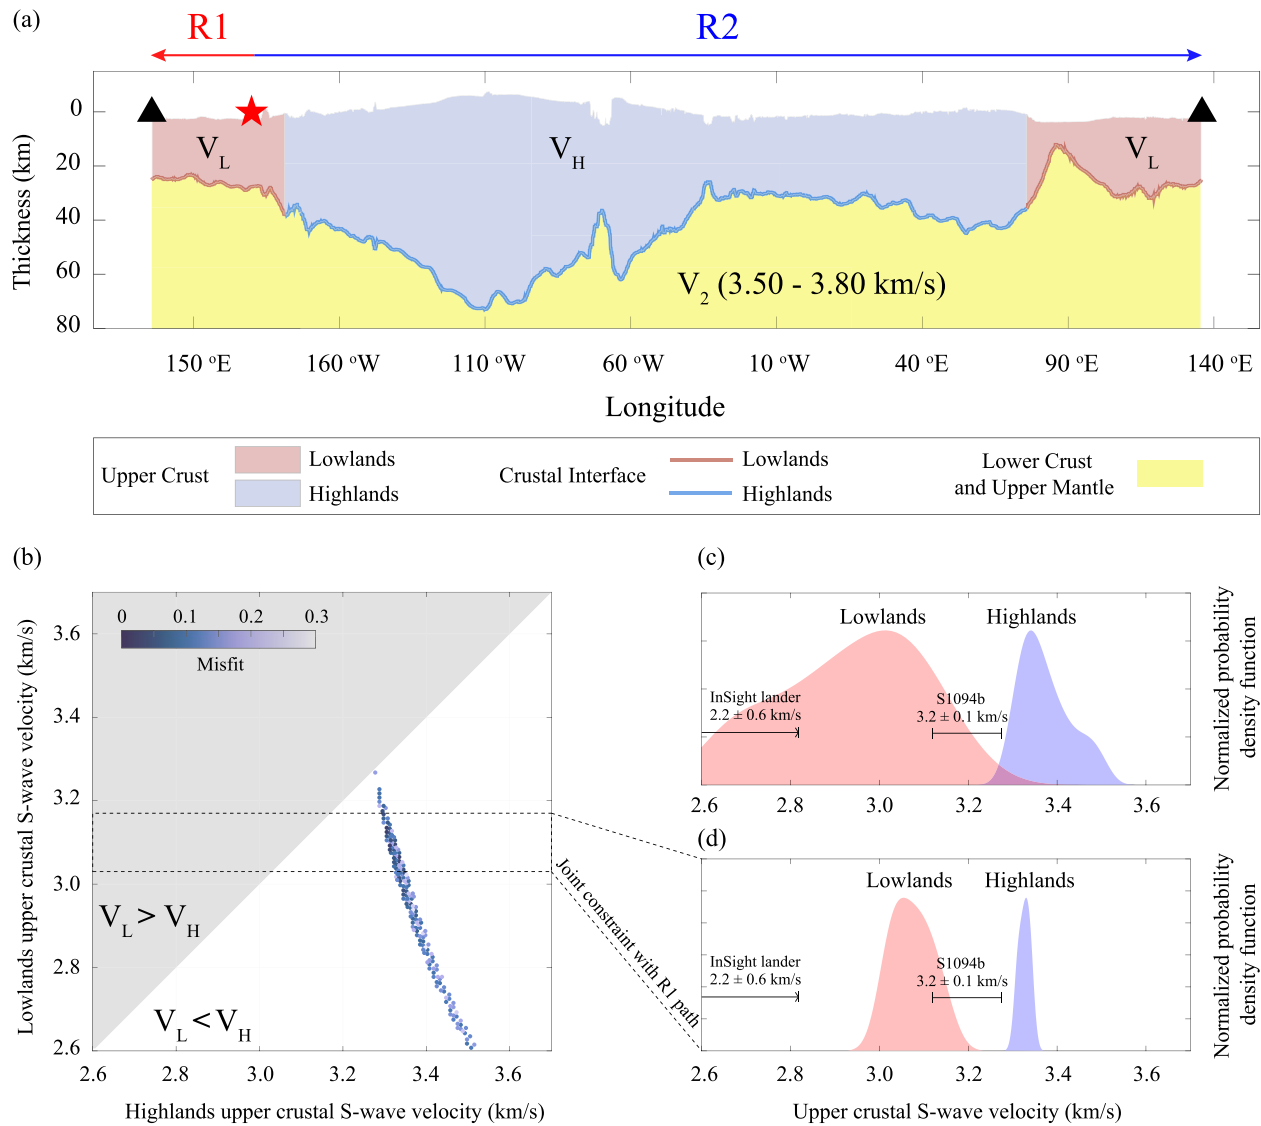 (a)
R1
R2
Thickness (km)
0
20
40
60
80
V_L
V_H
V_L
V_2 (3.50 - 3.80 km/s)
150 °E
160 °W
110 °W
60 °W
10 °W
40 °E
90 °E
140 °E
Longitude
Upper Crust
Lowlands
Highlands
Crustal Interface
Lowlands
Highlands
Lower Crust
and Upper Mantle
(b)
Lowlands upper crustal S-wave velocity (km/s)
3.6
3.4
3.2
3.0
2.8
2.6
0 0.1 0.2 0.3
Misfit
V_L > V_H
V_L < V_H
2.6 2.8 3.0 3.2 3.4 3.6
Highlands upper crustal S-wave velocity (km/s)
Joint constraint with R1 path
(c)
Lowlands
Highlands
InSight lander
2.2 ± 0.6 km/s
S1094b
3.2 ± 0.1 km/s
Normalized probability
density function
2.6 2.8 3.0 3.2 3.4 3.6
(d)
Lowlands
Highlands
InSight lander
2.2 ± 0.6 km/s
S1094b
3.2 ± 0.1 km/s
Normalized probability
density function
2.6 2.8 3.0 3.2 3.4 3.6
Upper crustal S-wave velocity (km/s)